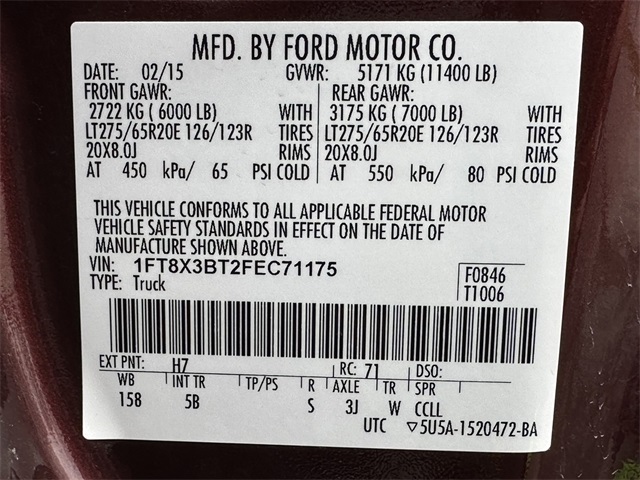 MFD. BY FORD MOTOR CO.
DATE: 02/15 GVWR: 5171 KG (11400 LB)
FRONT GAWR: REAR GAWR:
2722 KG ( 6000 LB) WITH 3175 KG ( 7000 LB) WITH
LT275/65R20E 126/123R TIRES LT275/65R20E 126/123R TIRES
20X8.0J RIMS 20X8.0J RIMS
AT 450 kPa/ 65 PSI COLD AT 550 kPa/ 80 PSI COLD
THIS VEHICLE CONFORMS TO ALL APPLICABLE FEDERAL MOTOR
VEHICLE SAFETY STANDARDS IN EFFECT ON THE DATE OF
MANUFACTURE SHOWN ABOVE.
VIN: 1FT8X3BT2FEC71175 F0846
TYPE: Truck T1006
EXT PNT: H7 RC: 71 DSO:
WB INT TR TP/PS R AXLE TR SPR
158 5B S 3J W CCLL
UTC ▽5U5A-1520472-BA